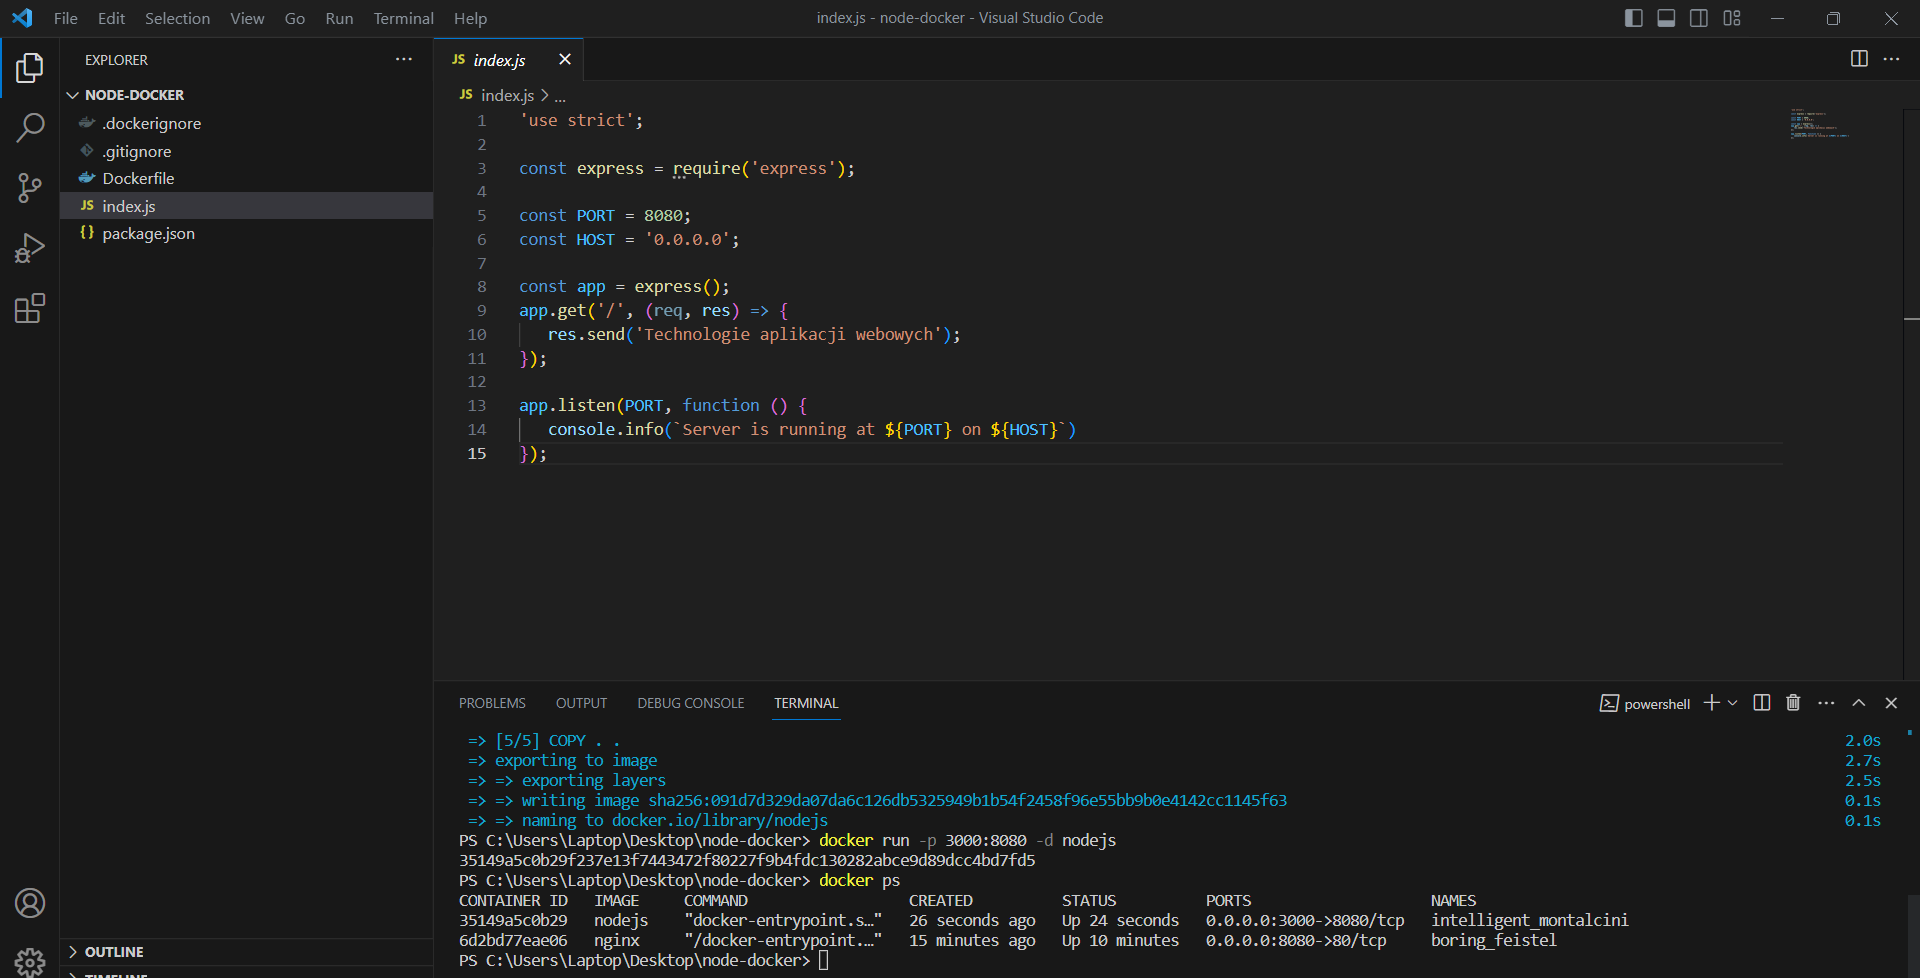 File Edit Selection View Go Run Terminal Help
index.js - node-docker - Visual Studio Code
EXPLORER
NODE-DOCKER
.dockerignore
.gitignore
Dockerfile
JS index.js
{} package.json
OUTLINE
TIMELINE
JS index.js
JS index.js > ...
1 'use strict';
2
3 const express = require('express');
4
5 const PORT = 8080;
6 const HOST = '0.0.0.0';
7
8 const app = express();
9 app.get('/', (req, res) => {
10 res.send('Technologie aplikacji webowych');
11 });
12
13 app.listen(PORT, function () {
14 console.info(`Server is running at ${PORT} on ${HOST}`)
15 });
PROBLEMS OUTPUT DEBUG CONSOLE TERMINAL
powershell
=> [5/5] COPY . . 2.0s
=> exporting to image 2.7s
=> => exporting layers 2.5s
=> => writing image sha256:091d7d329da07da6c126db5325949b1b54f2458f96e55bb9b0e4142cc1145f63 0.1s
=> => naming to docker.io/library/nodejs 0.1s
PS C:\Users\Laptop\Desktop\node-docker> docker run -p 3000:8080 -d nodejs
35149a5c0b29f237e13f7443472f80227f9b4fdc130282abce9d89dcc4bd7fd5
PS C:\Users\Laptop\Desktop\node-docker> docker ps
CONTAINER ID IMAGE COMMAND CREATED STATUS PORTS NAMES
35149a5c0b29 nodejs "docker-entrypoint.s…" 26 seconds ago Up 24 seconds 0.0.0.0:3000->8080/tcp intelligent_montalcini
6d2bd77eae06 nginx "/docker-entrypoint.…" 15 minutes ago Up 10 minutes 0.0.0.0:8080->80/tcp boring_feistel
PS C:\Users\Laptop\Desktop\node-docker>